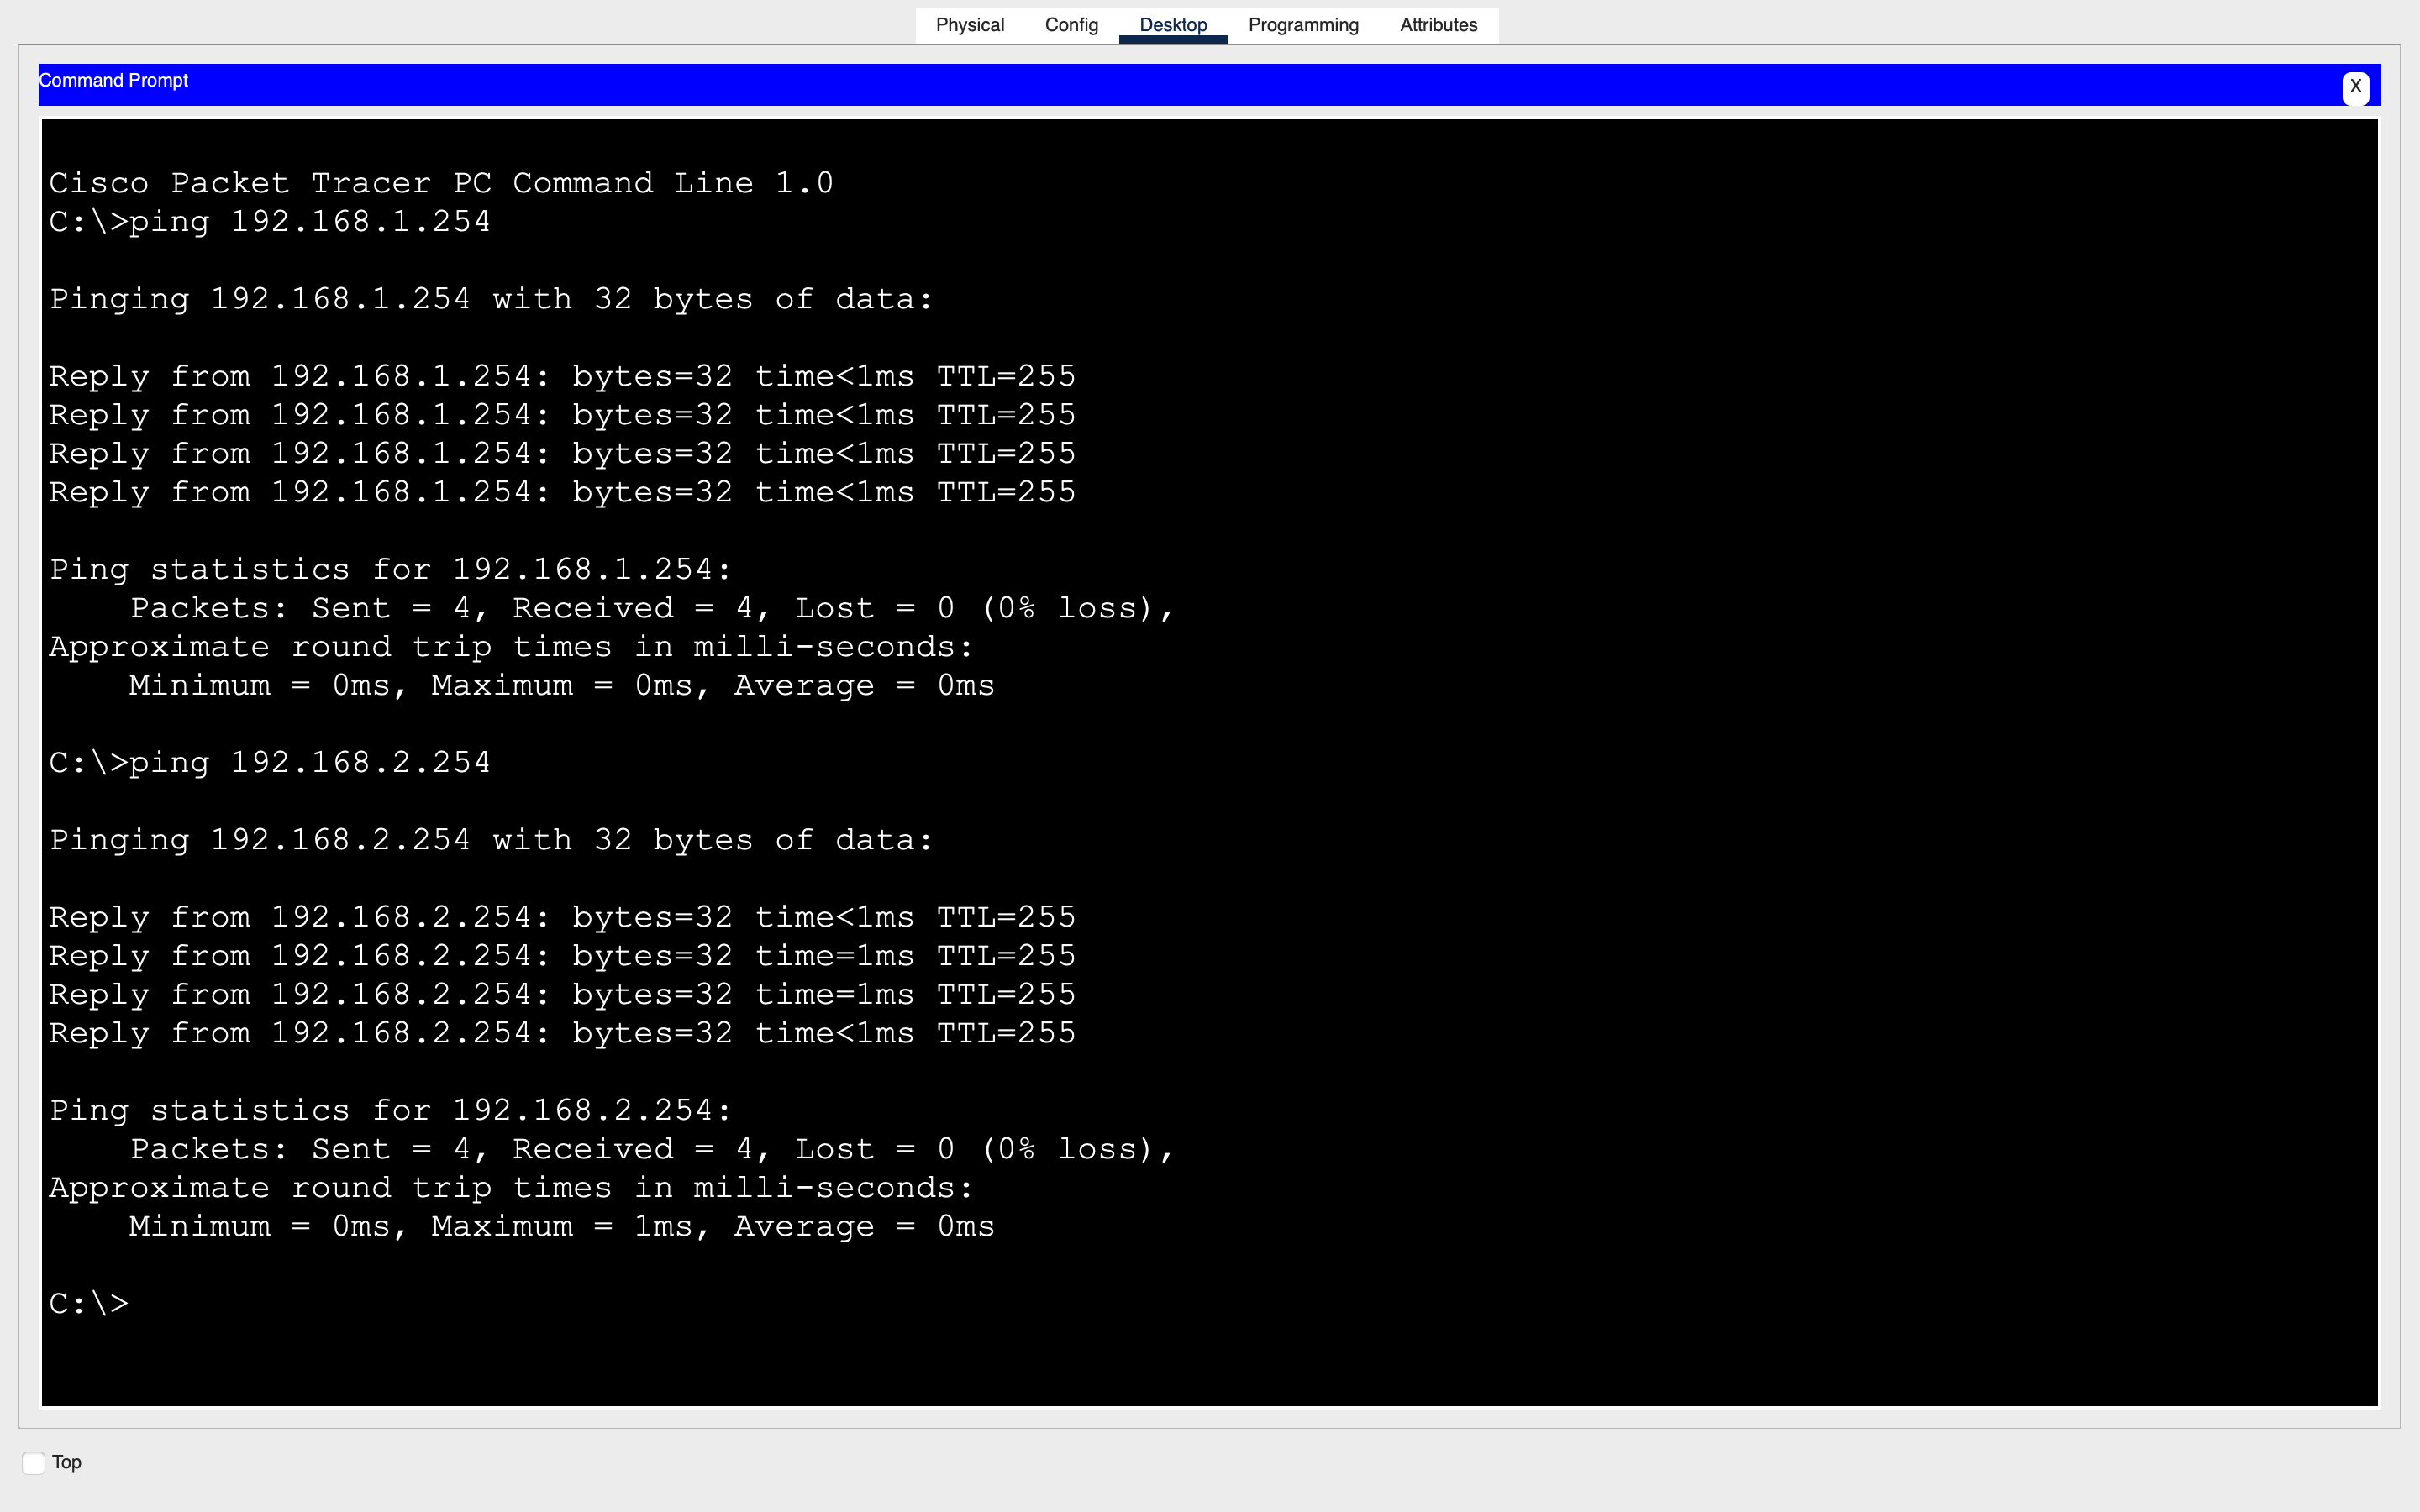 Physical Config Desktop Programming Attributes
Command Prompt X
Cisco Packet Tracer PC Command Line 1.0
C:\>ping 192.168.1.254
Pinging 192.168.1.254 with 32 bytes of data:
Reply from 192.168.1.254: bytes=32 time<1ms TTL=255
Reply from 192.168.1.254: bytes=32 time<1ms TTL=255
Reply from 192.168.1.254: bytes=32 time<1ms TTL=255
Reply from 192.168.1.254: bytes=32 time<1ms TTL=255
Ping statistics for 192.168.1.254:
Packets: Sent = 4, Received = 4, Lost = 0 (0% loss),
Approximate round trip times in milli-seconds:
Minimum = 0ms, Maximum = 0ms, Average = 0ms
C:\>ping 192.168.2.254
Pinging 192.168.2.254 with 32 bytes of data:
Reply from 192.168.2.254: bytes=32 time<1ms TTL=255
Reply from 192.168.2.254: bytes=32 time=1ms TTL=255
Reply from 192.168.2.254: bytes=32 time=1ms TTL=255
Reply from 192.168.2.254: bytes=32 time<1ms TTL=255
Ping statistics for 192.168.2.254:
Packets: Sent = 4, Received = 4, Lost = 0 (0% loss),
Approximate round trip times in milli-seconds:
Minimum = 0ms, Maximum = 1ms, Average = 0ms
C:\>
Top